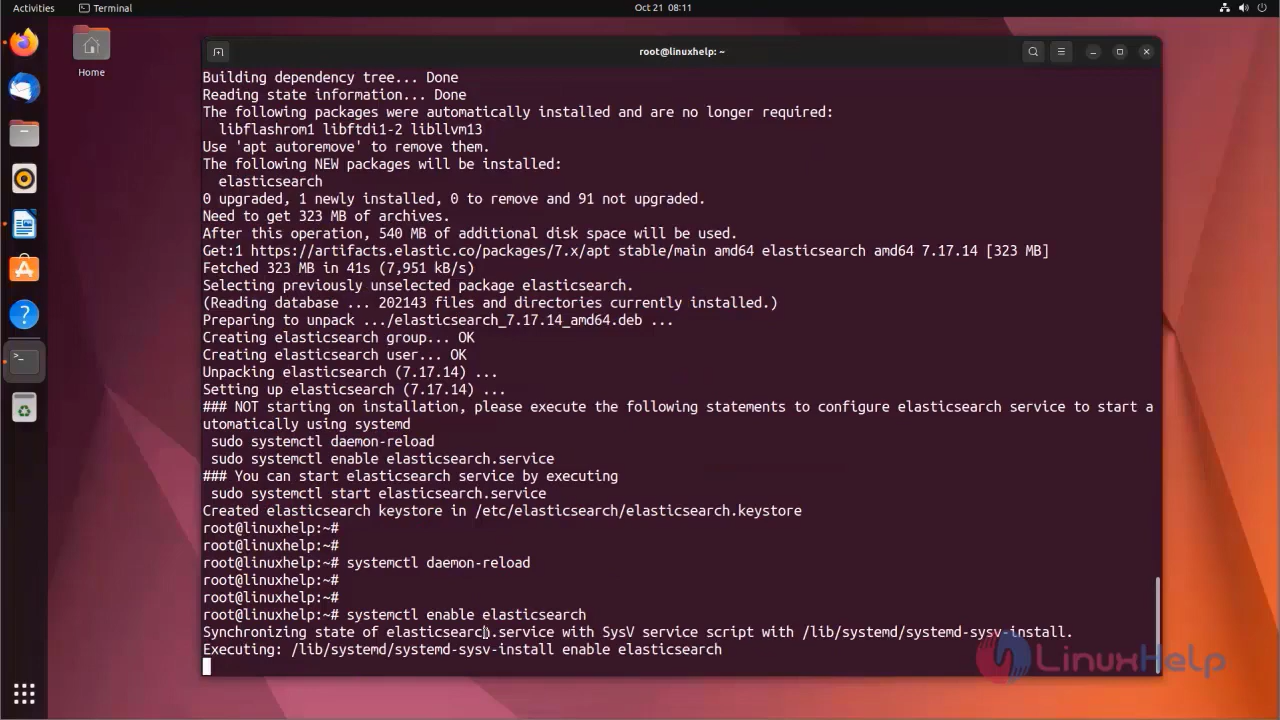 Activities
Terminal
Oct 21 08:11
Home
root@linuxhelp: ~
Building dependency tree... Done
Reading state information... Done
The following packages were automatically installed and are no longer required:
  libflashrom1 libftdi1-2 libllvm13
Use 'apt autoremove' to remove them.
The following NEW packages will be installed:
  elasticsearch
0 upgraded, 1 newly installed, 0 to remove and 91 not upgraded.
Need to get 323 MB of archives.
After this operation, 540 MB of additional disk space will be used.
Get:1 https://artifacts.elastic.co/packages/7.x/apt stable/main amd64 elasticsearch amd64 7.17.14 [323 MB]
Fetched 323 MB in 41s (7,951 kB/s)
Selecting previously unselected package elasticsearch.
(Reading database ... 202143 files and directories currently installed.)
Preparing to unpack .../elasticsearch_7.17.14_amd64.deb ...
Creating elasticsearch group... OK
Creating elasticsearch user... OK
Unpacking elasticsearch (7.17.14) ...
Setting up elasticsearch (7.17.14) ...
### NOT starting on installation, please execute the following statements to configure elasticsearch service to start a
utomatically using systemd
 sudo systemctl daemon-reload
 sudo systemctl enable elasticsearch.service
### You can start elasticsearch service by executing
 sudo systemctl start elasticsearch.service
Created elasticsearch keystore in /etc/elasticsearch/elasticsearch.keystore
root@linuxhelp:~#
root@linuxhelp:~#
root@linuxhelp:~# systemctl daemon-reload
root@linuxhelp:~#
root@linuxhelp:~#
root@linuxhelp:~# systemctl enable elasticsearch
Synchronizing state of elasticsearch.service with SysV service script with /lib/systemd/systemd-sysv-install.
Executing: /lib/systemd/systemd-sysv-install enable elasticsearch
LinuxHelp